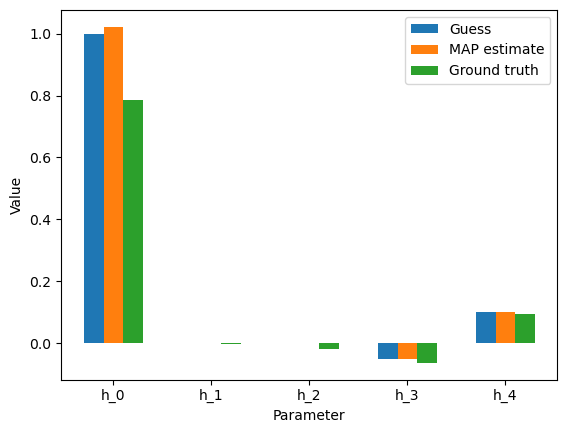 Guess
MAP estimate
Ground truth
1.0
0.8
0.6
0.4
0.2
0.0
Value
h_0 h_1 h_2 h_3 h_4
Parameter